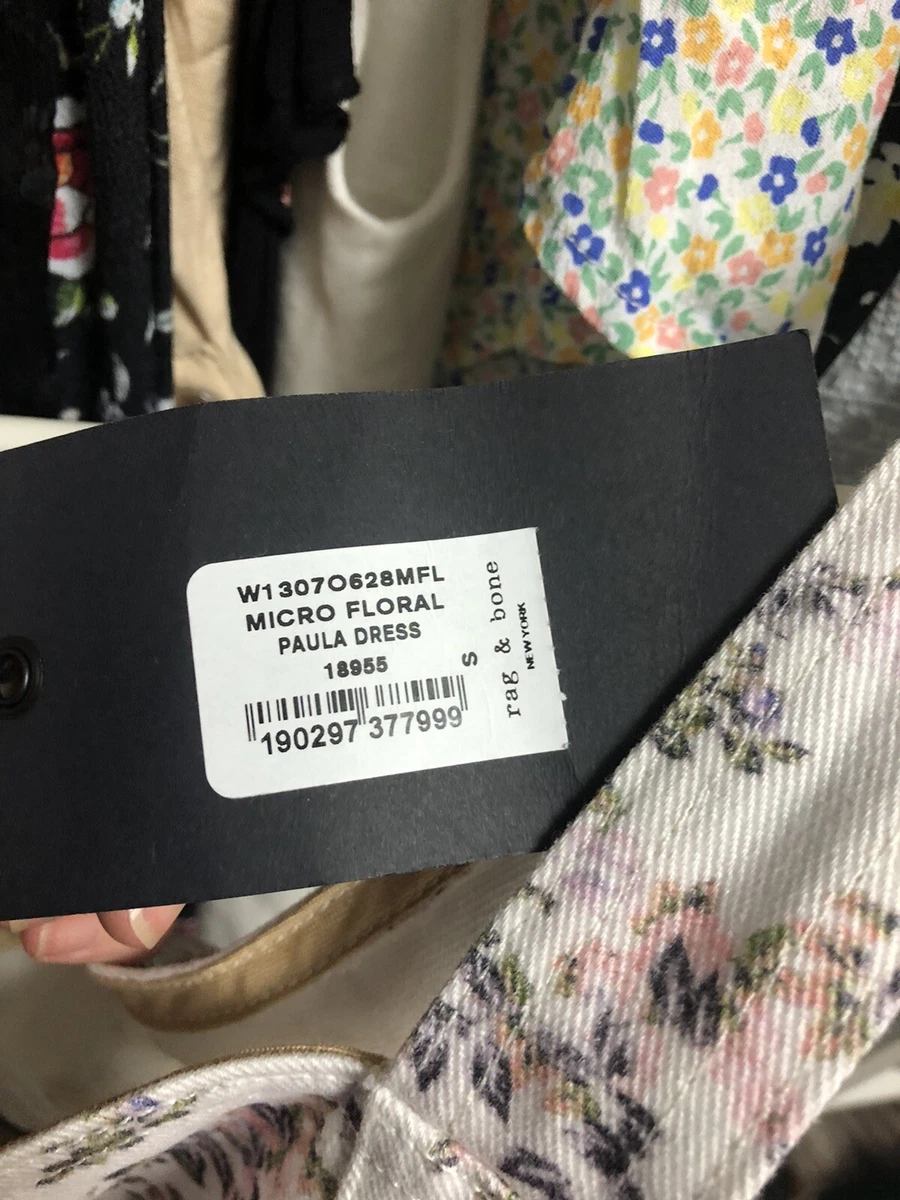 W1307O628MFL
MICRO FLORAL
PAULA DRESS
18955
S
190297 377999
rag & bone
NEW YORK